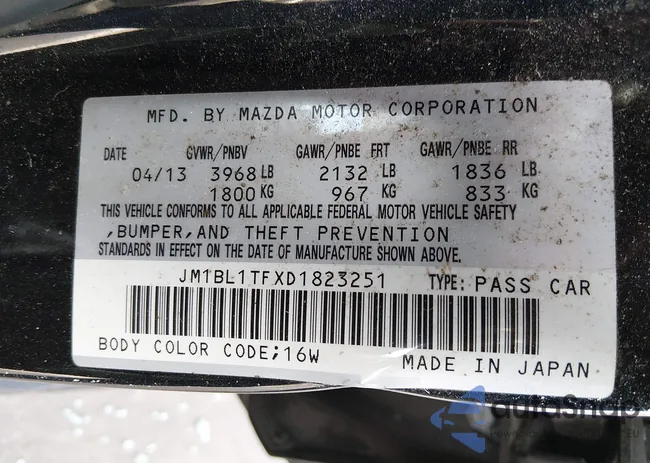 MFD. BY MAZDA MOTOR CORPORATION
DATE GVWR/PNBV GAWR/PNBE FRT GAWR/PNBE RR
04/13 3968 LB 2132 LB 1836 LB
1800 KG 967 KG 833 KG
THIS VEHICLE CONFORMS TO ALL APPLICABLE FEDERAL MOTOR VEHICLE SAFETY
,BUMPER,AND THEFT PREVENTION
STANDARDS IN EFFECT ON THE DATE OF MANUFACTURE SHOWN ABOVE.
JM1BL1TFXD1823251 TYPE: PASS CAR
BODY COLOR CODE;16W MADE IN JAPAN
autaShop